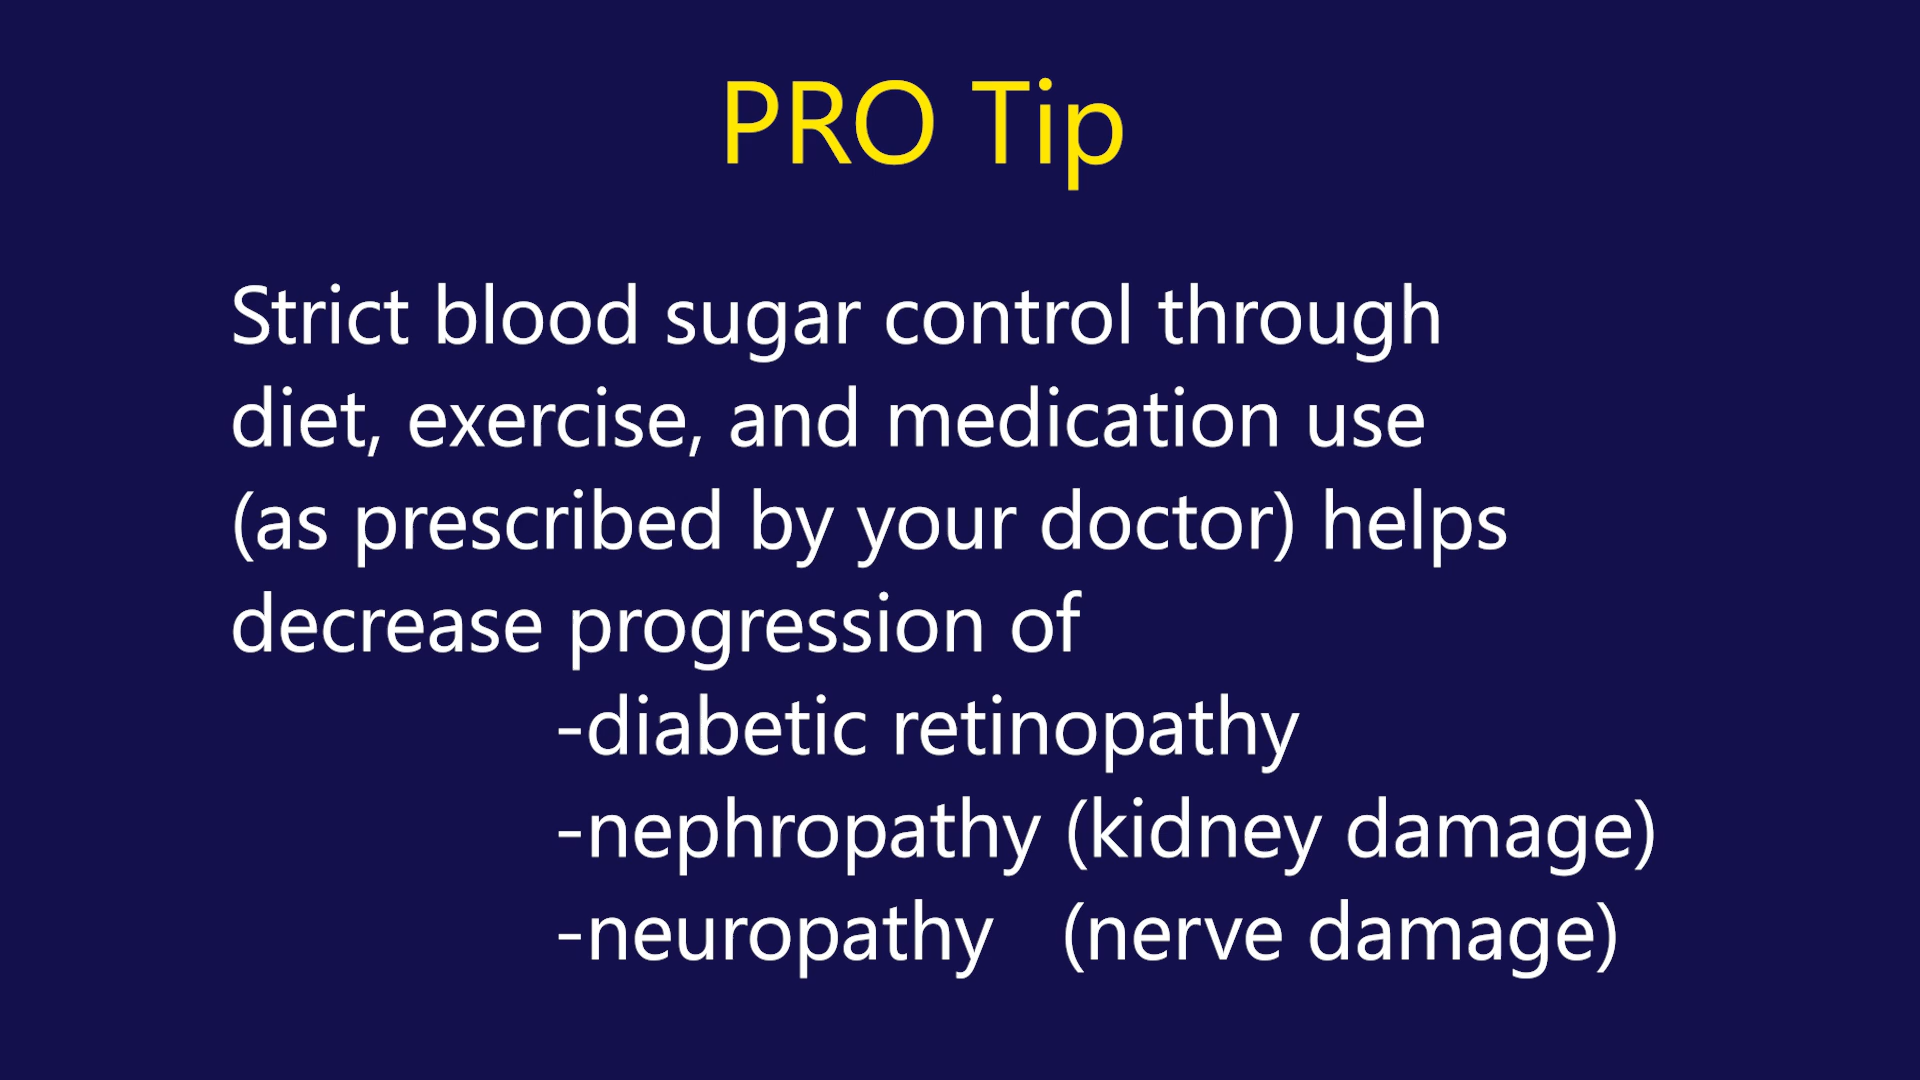 PRO Tip
Strict blood sugar control through
diet, exercise, and medication use
(as prescribed by your doctor) helps
decrease progression of
-diabetic retinopathy
-nephropathy (kidney damage)
-neuropathy (nerve damage)